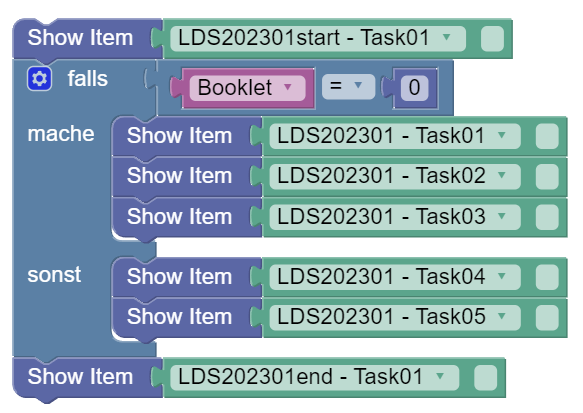 Show Item LDS202301start - Task01
falls Booklet = 0
mache Show Item LDS202301 - Task01
Show Item LDS202301 - Task02
Show Item LDS202301 - Task03
sonst Show Item LDS202301 - Task04
Show Item LDS202301 - Task05
Show Item LDS202301end - Task01